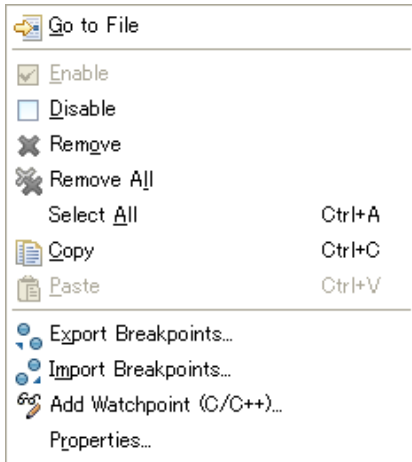 Go to File
Enable
Disable
Remove
Remove All
Select All Ctrl+A
Copy Ctrl+C
Paste Ctrl+V
Export Breakpoints...
Import Breakpoints...
Add Watchpoint (C/C++)...
Properties...